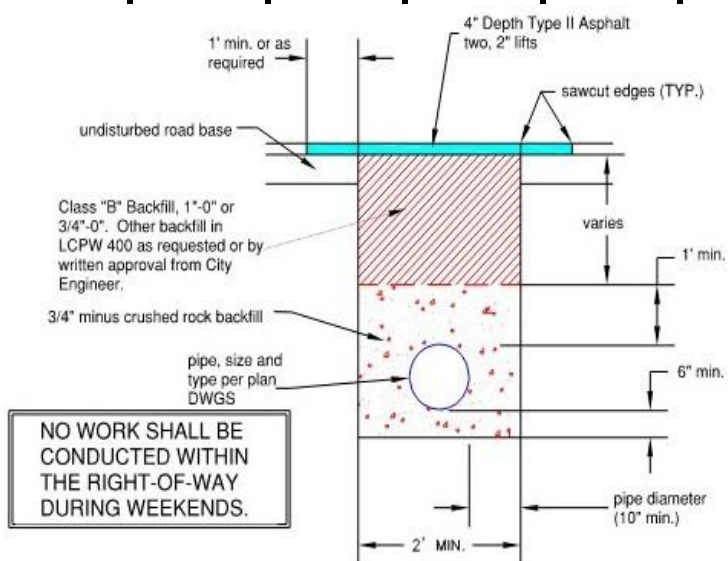 4" Depth Type II Asphalt
two, 2" lifts
1' min. or as
required
sawcut edges (TYP.)
undisturbed road base
Class "B" Backfill, 1"-0" or
3/4"-0". Other backfill in
LCPW 400 as requested or by
written approval from City
Engineer.
varies
1' min.
3/4" minus crushed rock backfill
pipe, size and
type per plan
DWGS
6" min.
NO WORK SHALL BE
CONDUCTED WITHIN
THE RIGHT-OF-WAY
DURING WEEKENDS.
pipe diameter
(10" min.)
2' MIN.